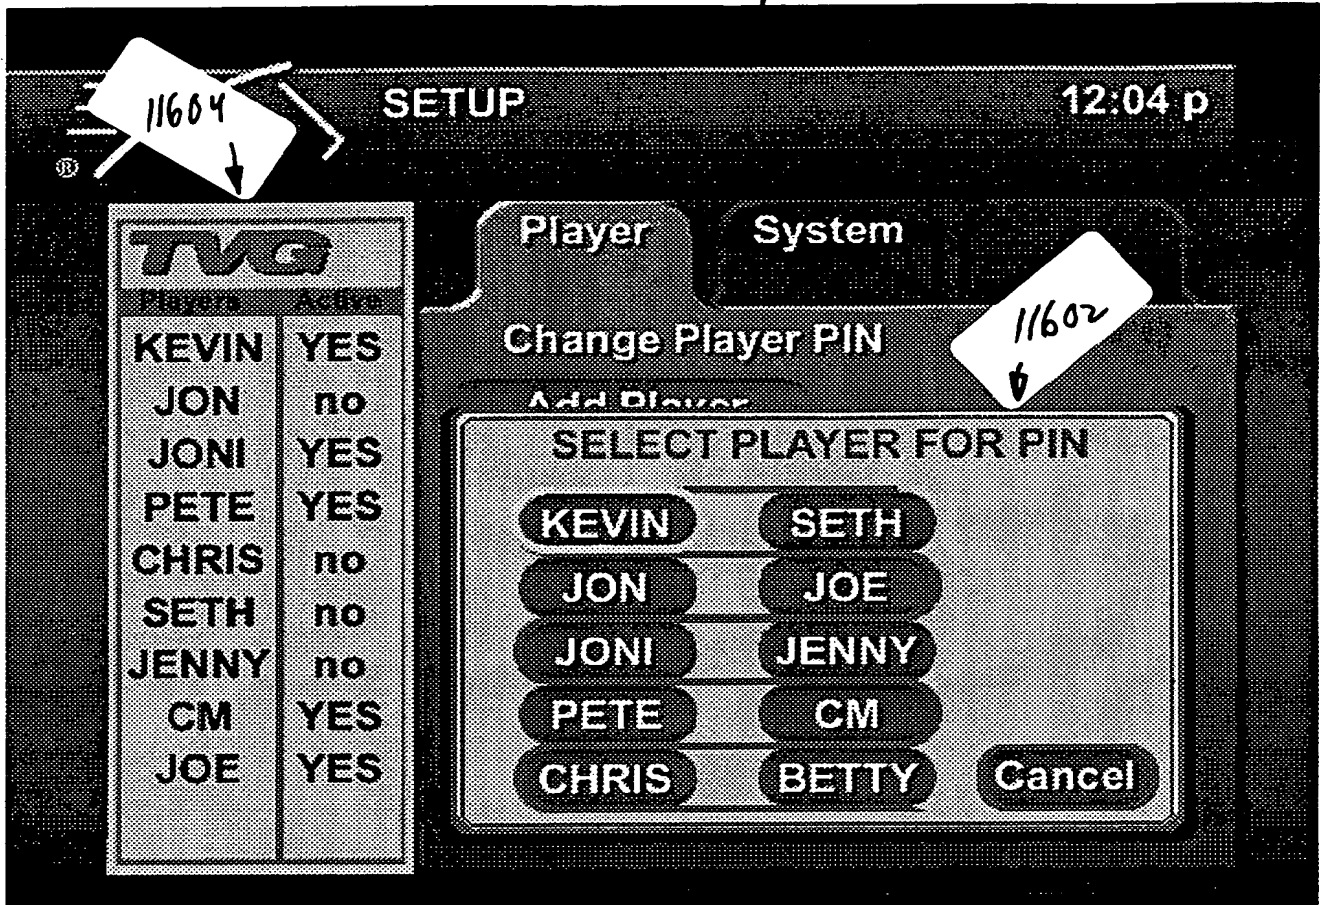 11604
SETUP
12:04 p
®
TVG
Players Active
KEVIN YES
JON no
JONI YES
PETE YES
CHRIS no
SETH no
JENNY no
CM YES
JOE YES
Player
System
11602
Change Player PIN
Add Player
SELECT PLAYER FOR PIN
KEVIN SETH
JON JOE
JONI JENNY
PETE CM
CHRIS BETTY
Cancel